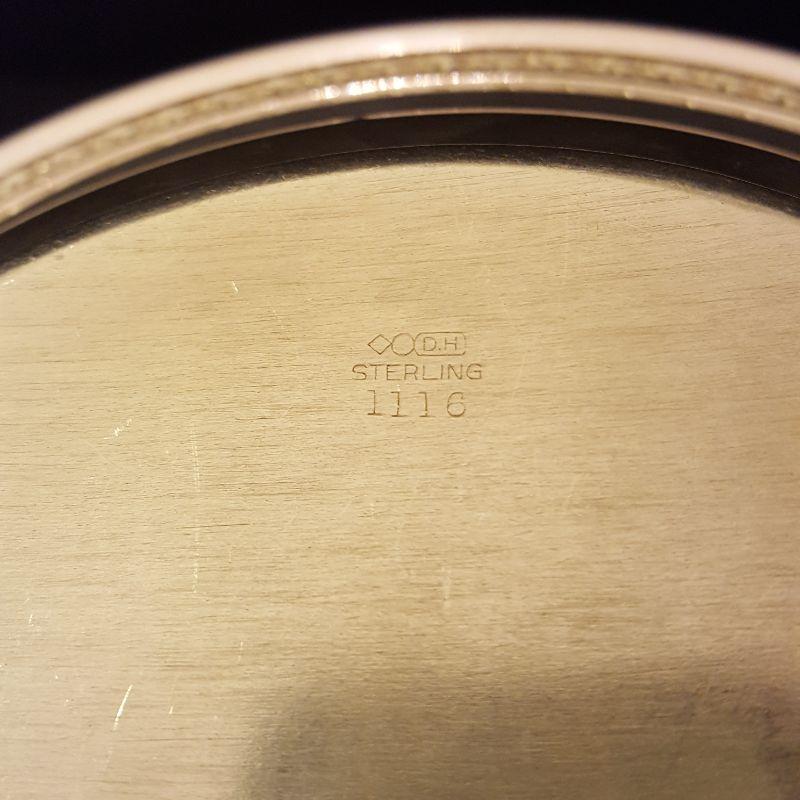 D.H.
STERLING
1116